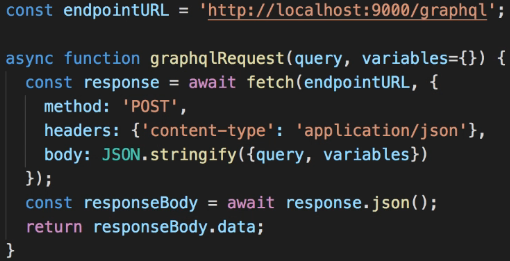 const endpointURL = 'http://localhost:9000/graphql';

async function graphqlRequest(query, variables={}) {
  const response = await fetch(endpointURL, {
    method: 'POST',
    headers: {'content-type': 'application/json'},
    body: JSON.stringify({query, variables})
  });
  const responseBody = await response.json();
  return responseBody.data;
}